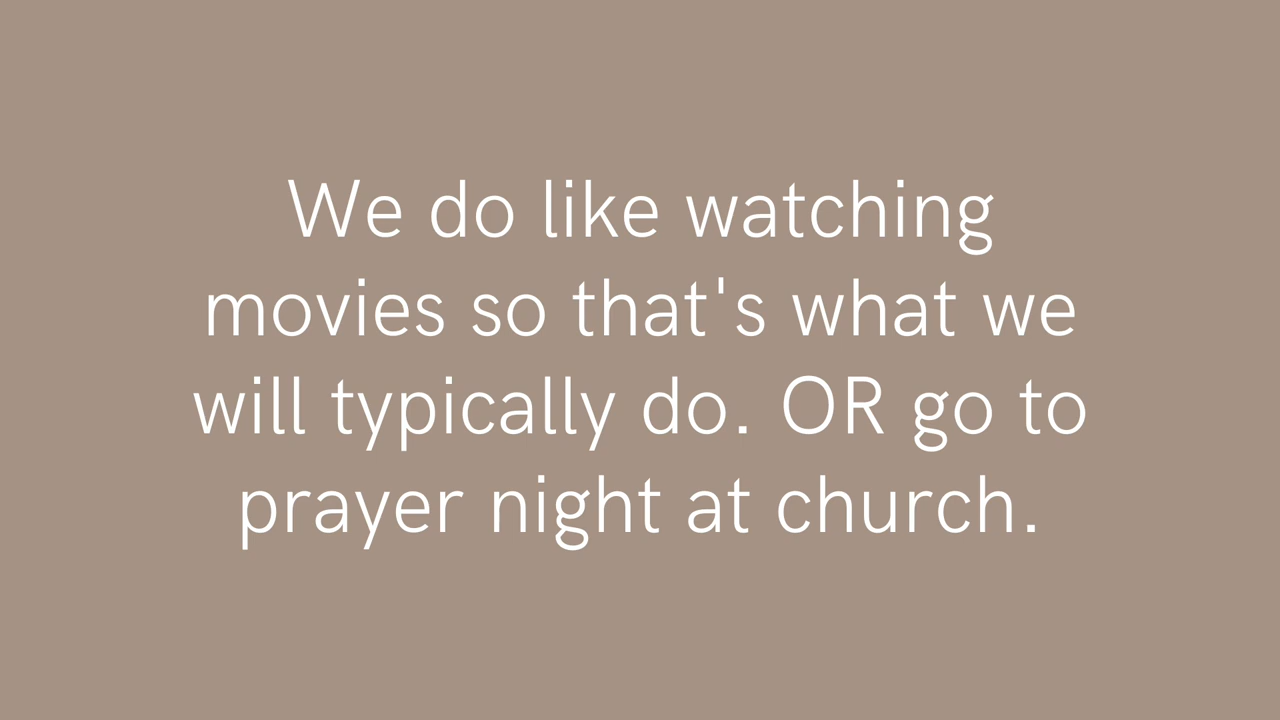 We do like watching
movies so that's what we
will typically do. OR go to
prayer night at church.